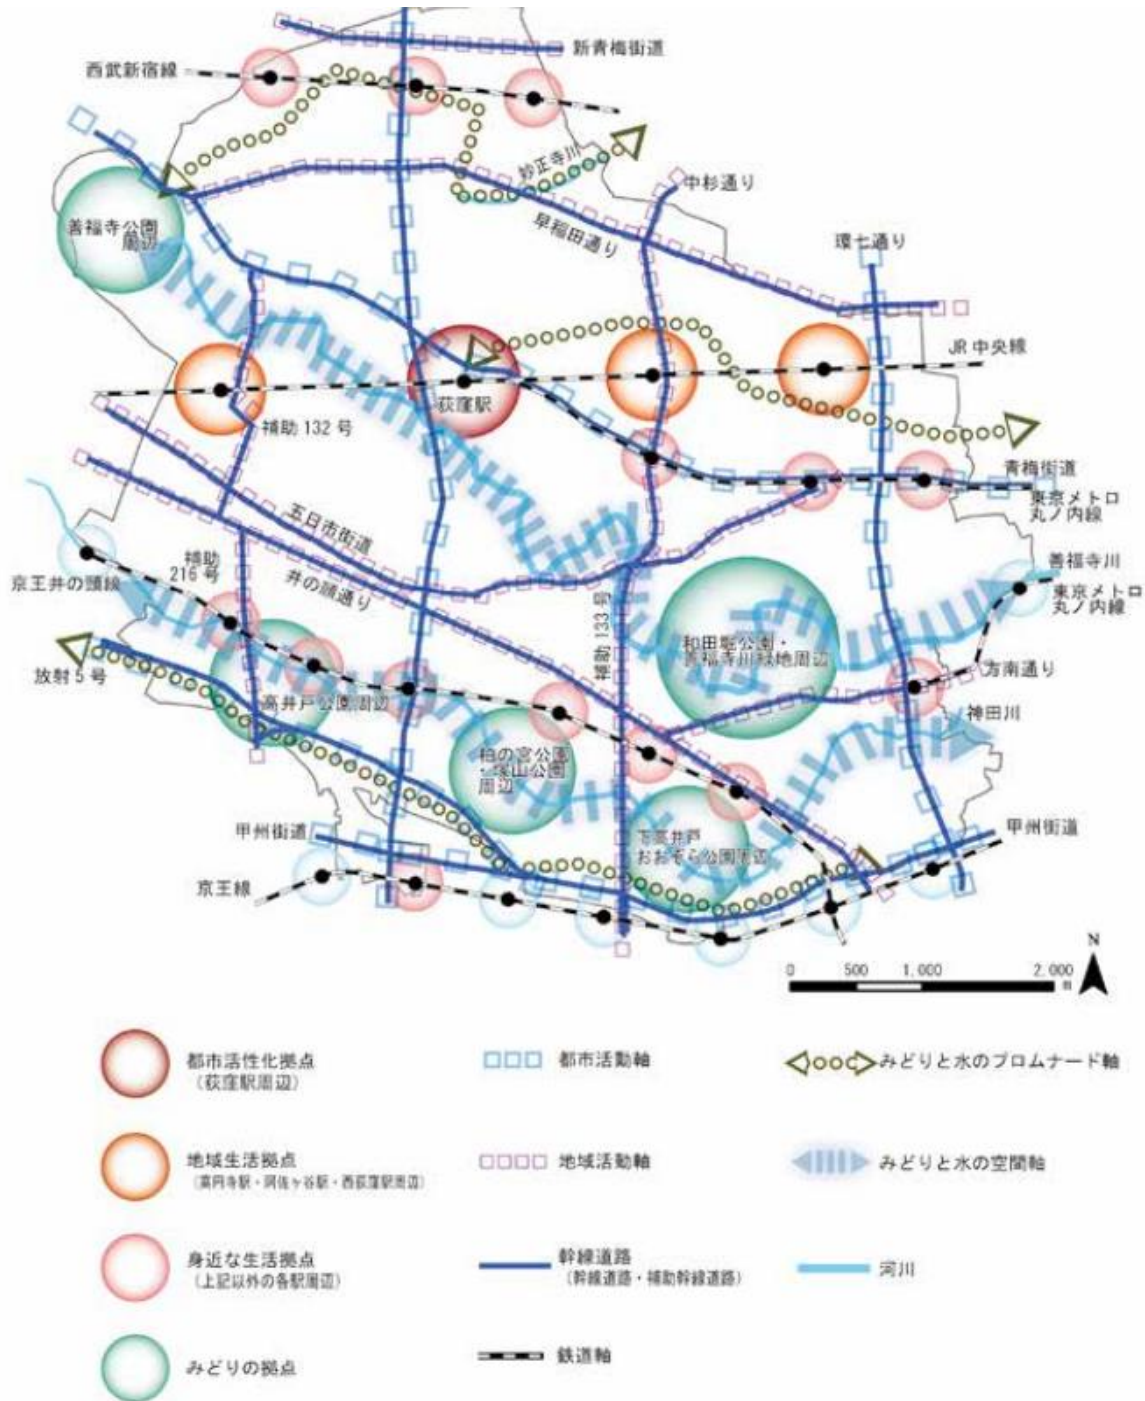 新青梅街道
西武新宿線
妙正寺川
中杉通り
善福寺公園
周辺
早稲田通り
環七通り
JR 中央線
荻窪駅
補助 132 号
青梅街道
東京メトロ
丸ノ内線
五日市街道
補助
216 号
井の頭通り
京王井の頭線
善福寺川
東京メトロ
丸ノ内線
補助 133 号
和田堀公園・
善福寺川緑地周辺
方南通り
放射 5 号
高井戸公園周辺
神田川
柏の宮公園
・塚山公園
周辺
甲州街道
下高井戸
おおぞら公園周辺
甲州街道
京王線
N
0 500 1,000 2,000
m
都市活性化拠点
（荻窪駅周辺）
都市活動軸
みどりと水のプロムナード軸
地域生活拠点
（高円寺駅・阿佐ヶ谷駅・西荻窪駅周辺）
地域活動軸
みどりと水の空間軸
身近な生活拠点
（上記以外の各駅周辺）
幹線道路
（幹線道路・補助幹線道路）
河川
みどりの拠点
鉄道軸